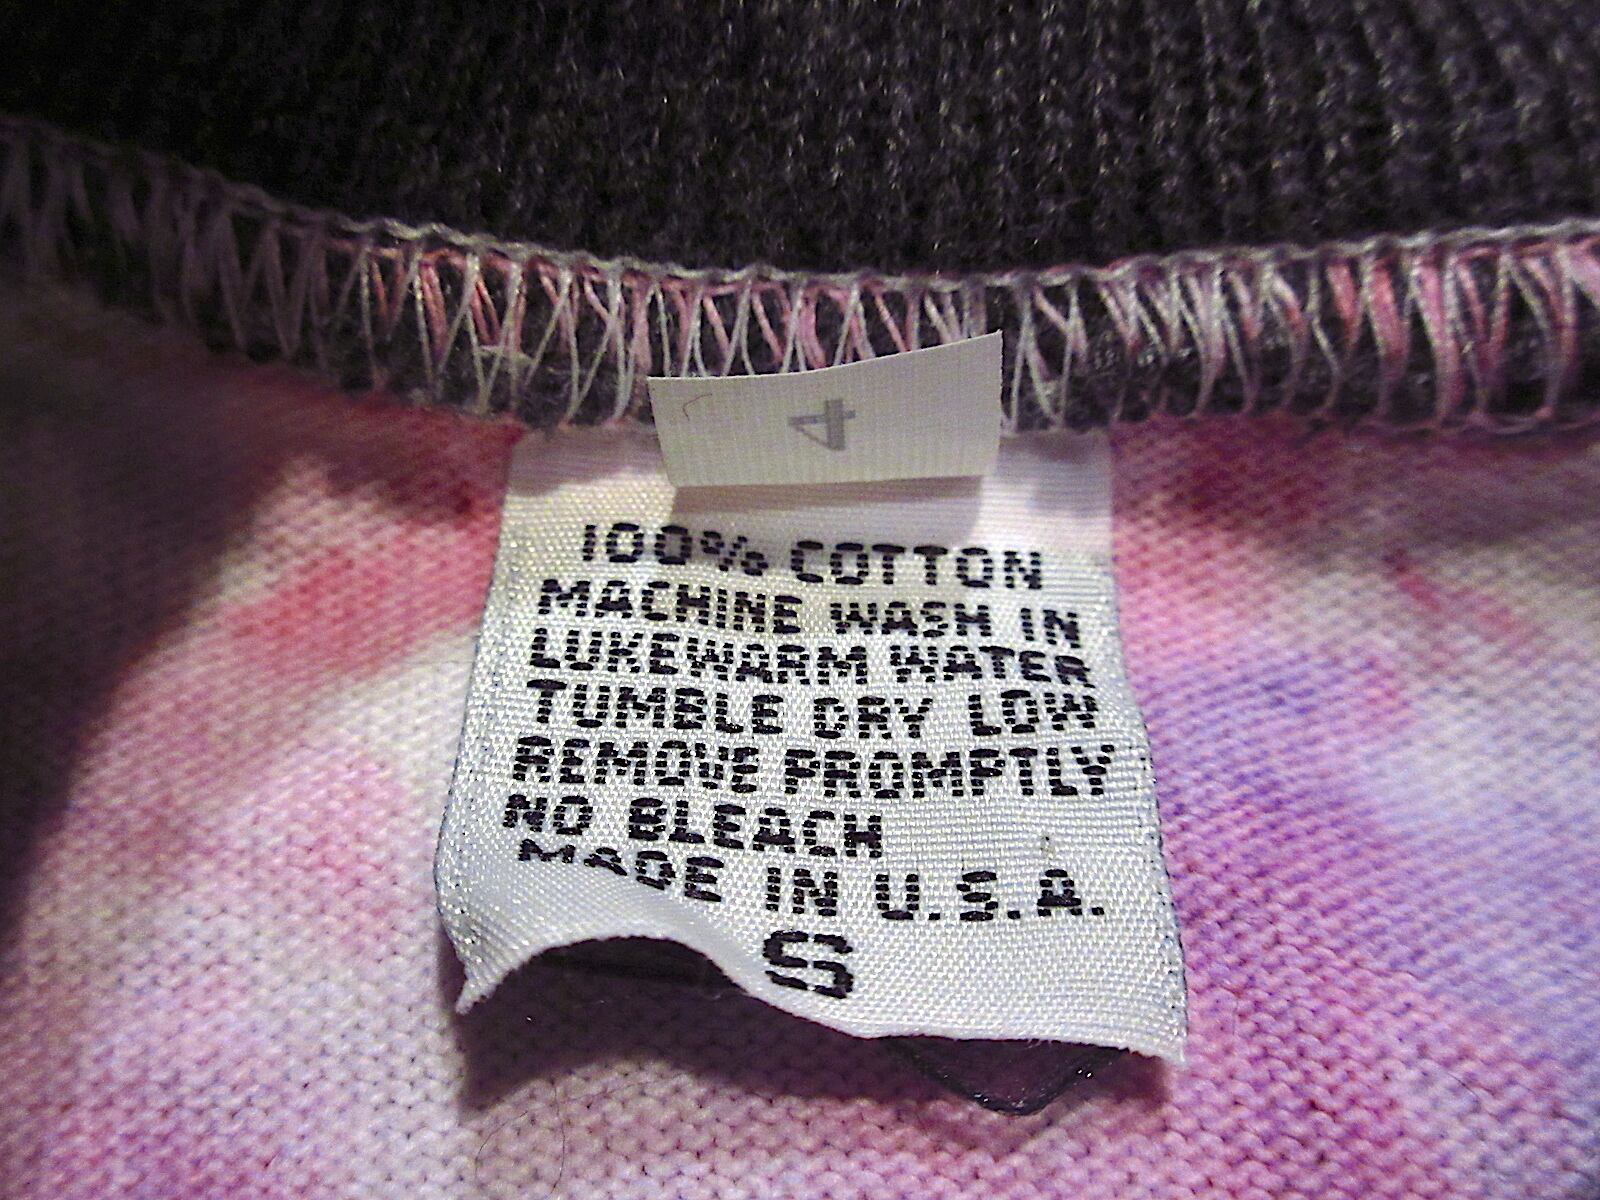 4
100% COTTON
MACHINE WASH IN
LUKEWARM WATER
TUMBLE DRY LOW
REMOVE PROMPTLY
NO BLEACH
MADE IN U.S.A.
S